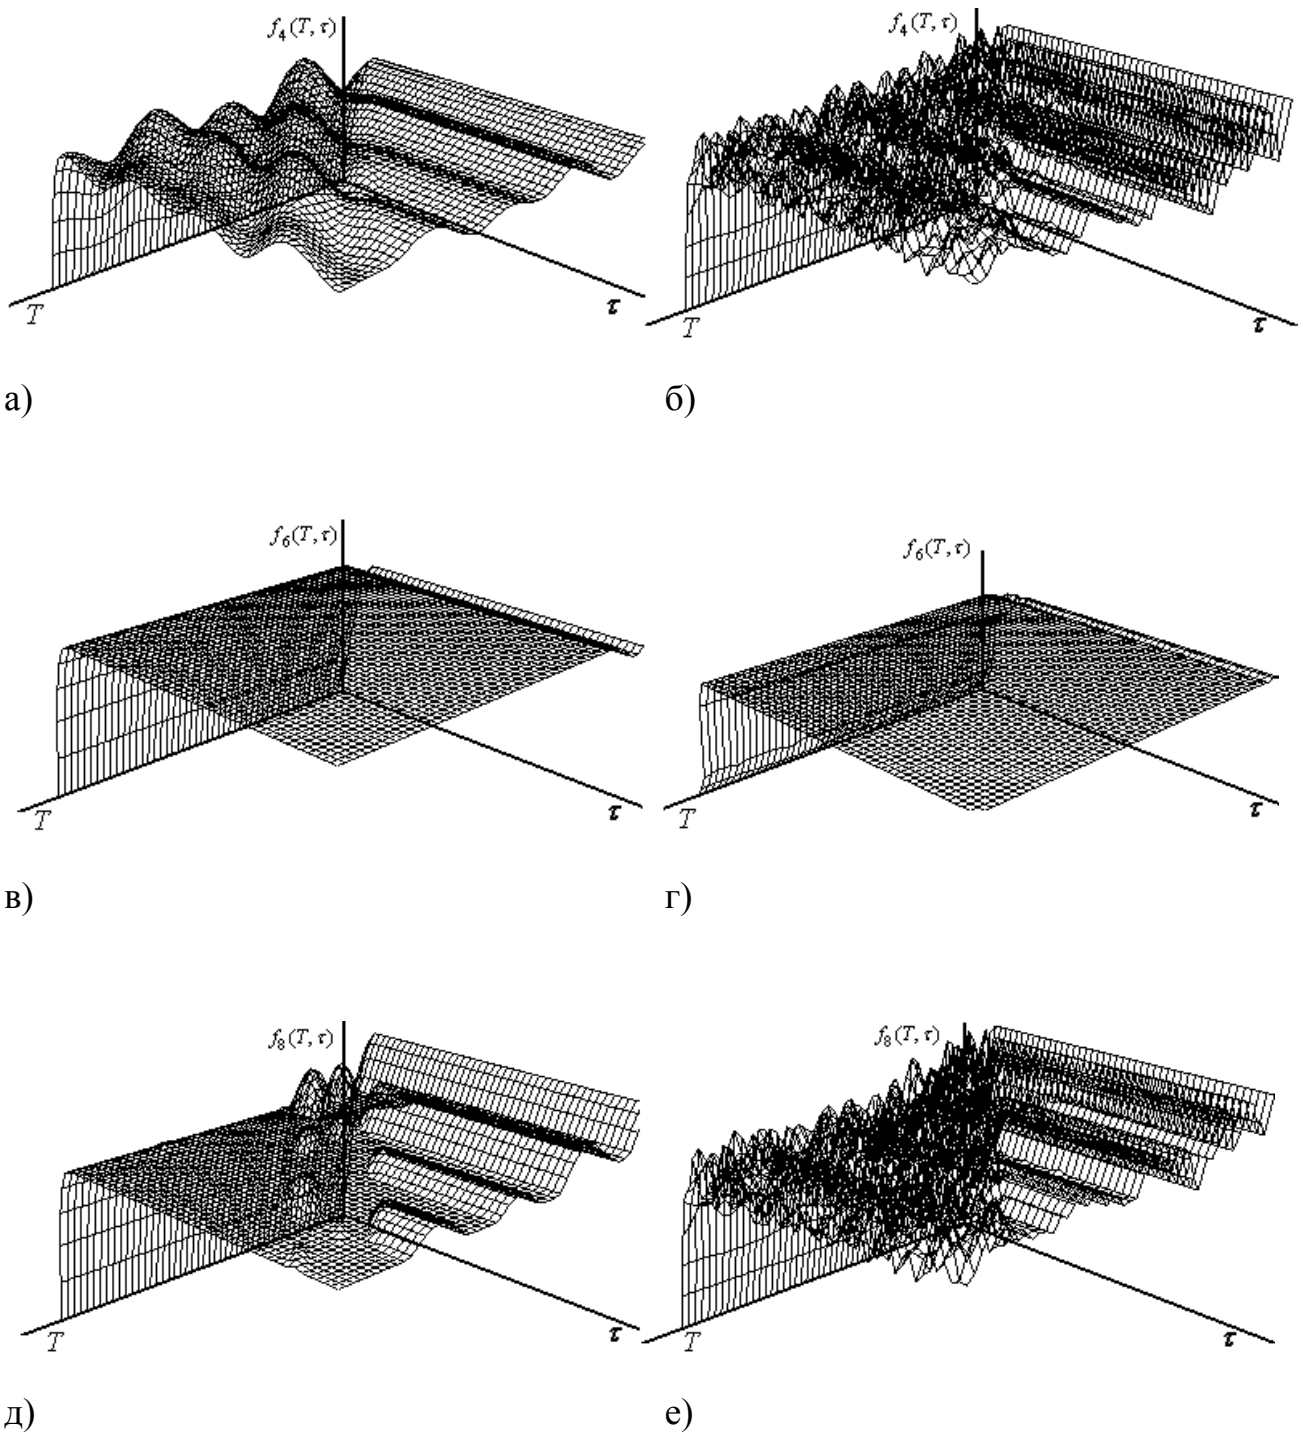 f₄(T, τ)
f₄(T, τ)
T
τ
T
τ
а)
б)
f₆(T, τ)
f₆(T, τ)
T
τ
T
τ
в)
г)
f₈(T, τ)
f₈(T, τ)
T
τ
T
τ
д)
е)